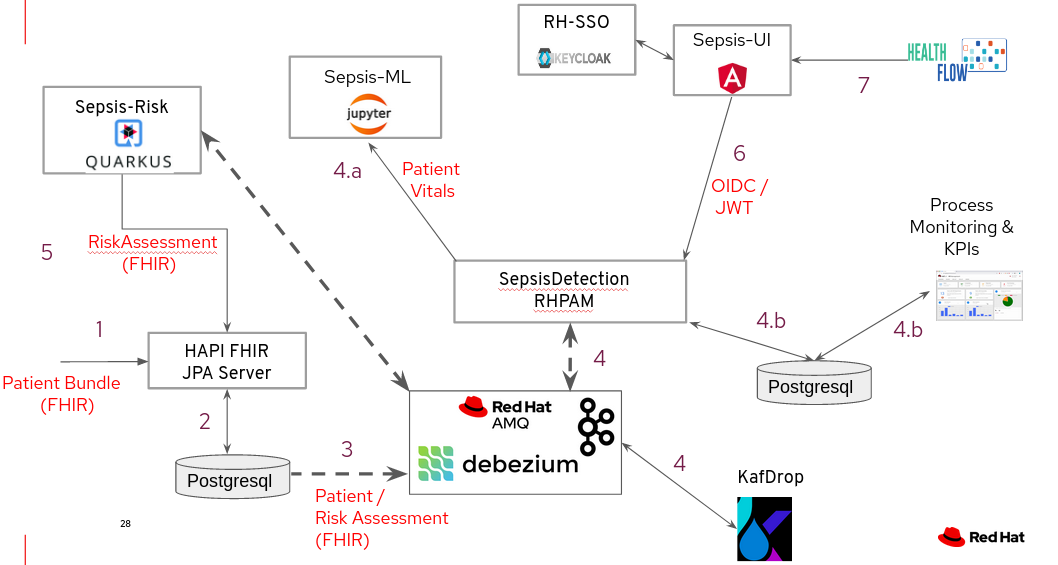 RH-SSO
KEYCLOAK
Sepsis-UI
HEALTH
FLOW
7
Sepsis-ML
jupyter
Sepsis-Risk
QUARKUS
4.a
Patient
Vitals
6
OIDC /
JWT
Process
Monitoring &
KPIs
5
RiskAssessment
(FHIR)
SepsisDetection
RHPAM
4.b
4.b
1
Patient Bundle
(FHIR)
HAPI FHIR
JPA Server
4
Postgresql
2
Red Hat
AMQ
debezium
3
Postgresql
Patient /
Risk Assessment
(FHIR)
4
KafDrop
28
Red Hat